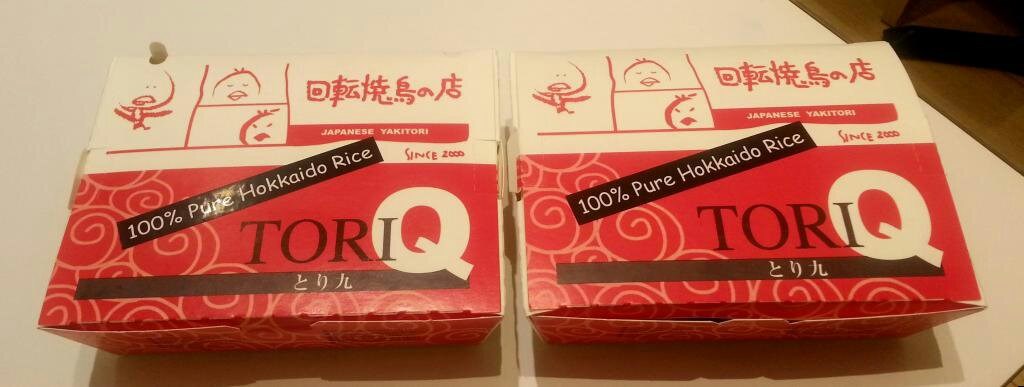 回転焼鳥の店
JAPANESE YAKITORI
SINCE 2000
100% Pure Hokkaido Rice
TORIQ
とり九
回転焼鳥の店
JAPANESE YAKITORI
SINCE 2000
100% Pure Hokkaido Rice
TORIQ
とり九